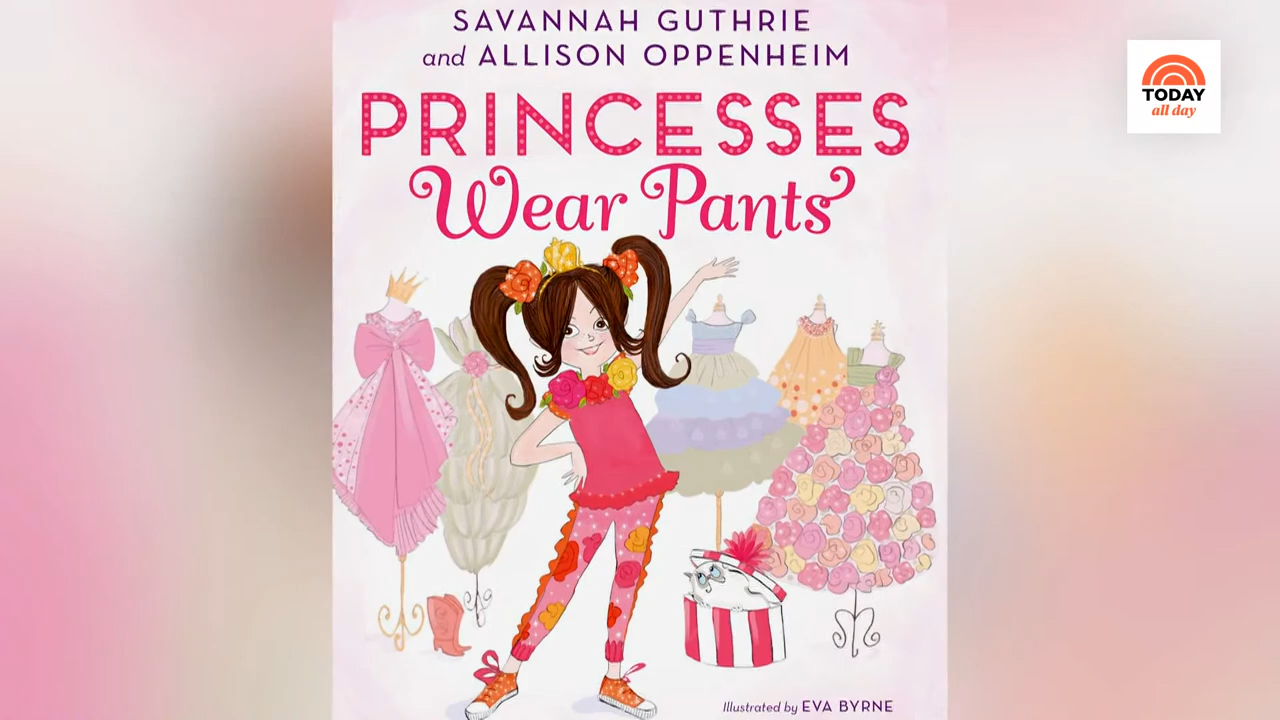 SAVANNAH GUTHRIE
and ALLISON OPPENHEIM
PRINCESSES
Wear Pants
TODAY
all day
Illustrated by EVA BYRNE